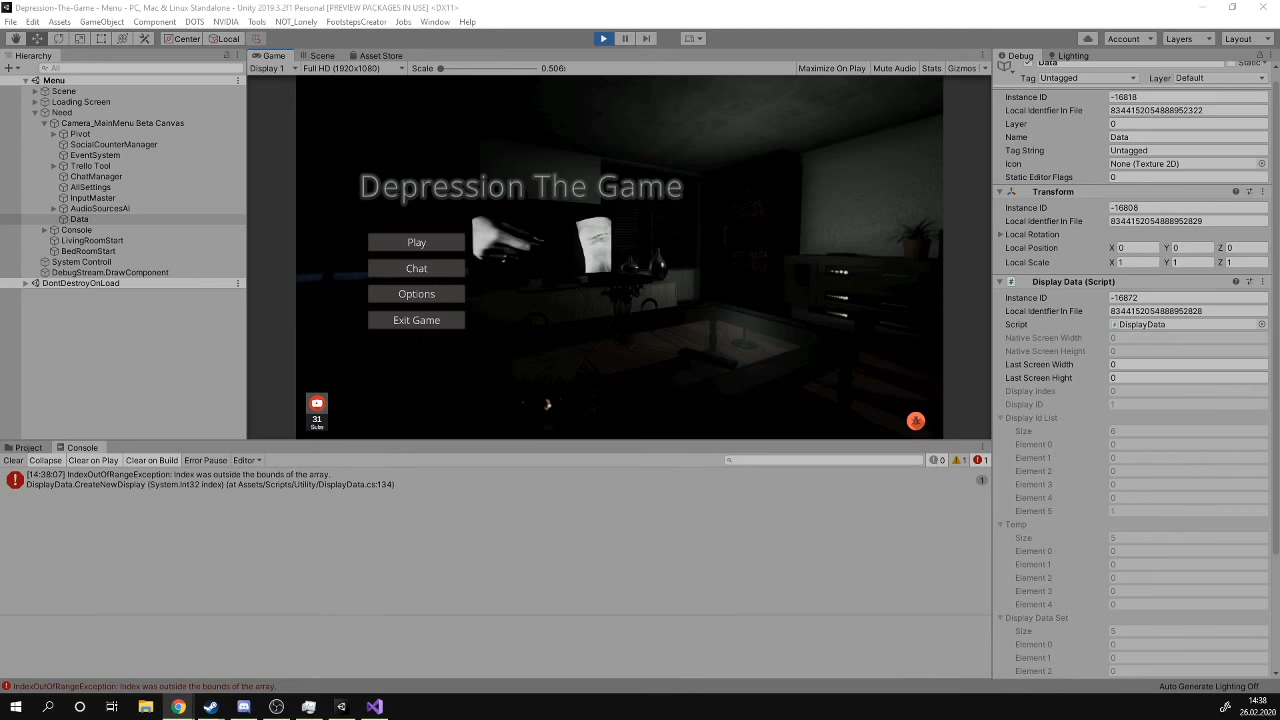 Depression-The-Game - Menu - PC, Mac & Linux Standalone - Unity 2019.3.2f1 Personal [PREVIEW PACKAGES IN USE] <DX11>
File Edit Assets GameObject Component DOTS NVIDIA Tools NOT_Lonely FootstepsCreator Jobs Window Help
Center Local Account Layers Layout
Hierarchy
All
Menu
Scene
Loading Screen
Need
Camera_MainMenu Beta Canvas
Pivot
SocialCounterManager
EventSystem
Trello Tool
ChatManager
AllSettings
InputMaster
AudioSourcesAl
Data
Console
LivingRoomStart
BedRoomStart
System Controll
DebugStream.DrawComponent
DontDestroyOnLoad
Game Scene Asset Store
Display 1 Full HD (1920x1080) Scale 0.506x Maximize On Play Mute Audio Stats Gizmos
Depression The Game
Play
Chat
Options
Exit Game
31
Subs
Debug Lighting
Data Static
Tag Untagged Layer Default
Instance ID -16818
Local Identfier In File 8344152054888952322
Layer 0
Name Data
Tag String Untagged
Icon None (Texture 2D)
Static Editor Flags 0
Transform
Instance ID -16808
Local Identfier In File 8344152054888952829
Local Rotation
Local Position X 0 Y 0 Z 0
Local Scale X 1 Y 1 Z 1
Display Data (Script)
Instance ID -16872
Local Identfier In File 8344152054888952828
Script DisplayData
Native Screen Width 0
Native Screen Height 0
Last Screen Width 0
Last Screen Hight 0
Display Index 0
Display ID 1
Display Id List
Size 6
Element 0 0
Element 1 0
Element 2 0
Element 3 0
Element 4 0
Element 5 1
Temp
Size 5
Element 0 0
Element 1 0
Element 2 0
Element 3 0
Element 4 0
Display Data Set
Size 5
Element 0 0
Element 1 0
Element 2 0
Auto Generate Lighting Off
Project Console
Clear Collapse Clear on Play Clear on Build Error Pause Editor 0 1 1
[14:38:07] IndexOutOfRangeException: Index was outside the bounds of the array.
DisplayData.CreateNewDisplay (System.Int32 index) (at Assets/Scripts/Utility/DisplayData.cs:134)
1
IndexOutOfRangeException: Index was outside the bounds of the array.
14:38
26.02.2020